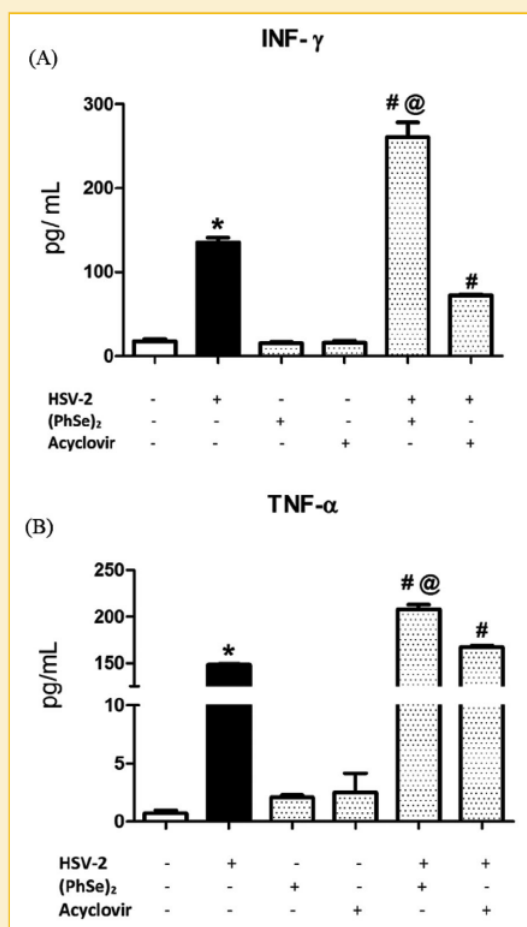 INF- γ
(A)
# @
300
200
*
#
100
0
pg/ mL
HSV-2 - + - - + +
(PhSe)₂ - - + - + -
Acyclovir - - - + - +
TNF-α
(B)
250
# @
200
#
*
150
10
5
0
pg/mL
HSV-2 - + - - + +
(PhSe)₂ - - + - + -
Acyclovir - - - + - +